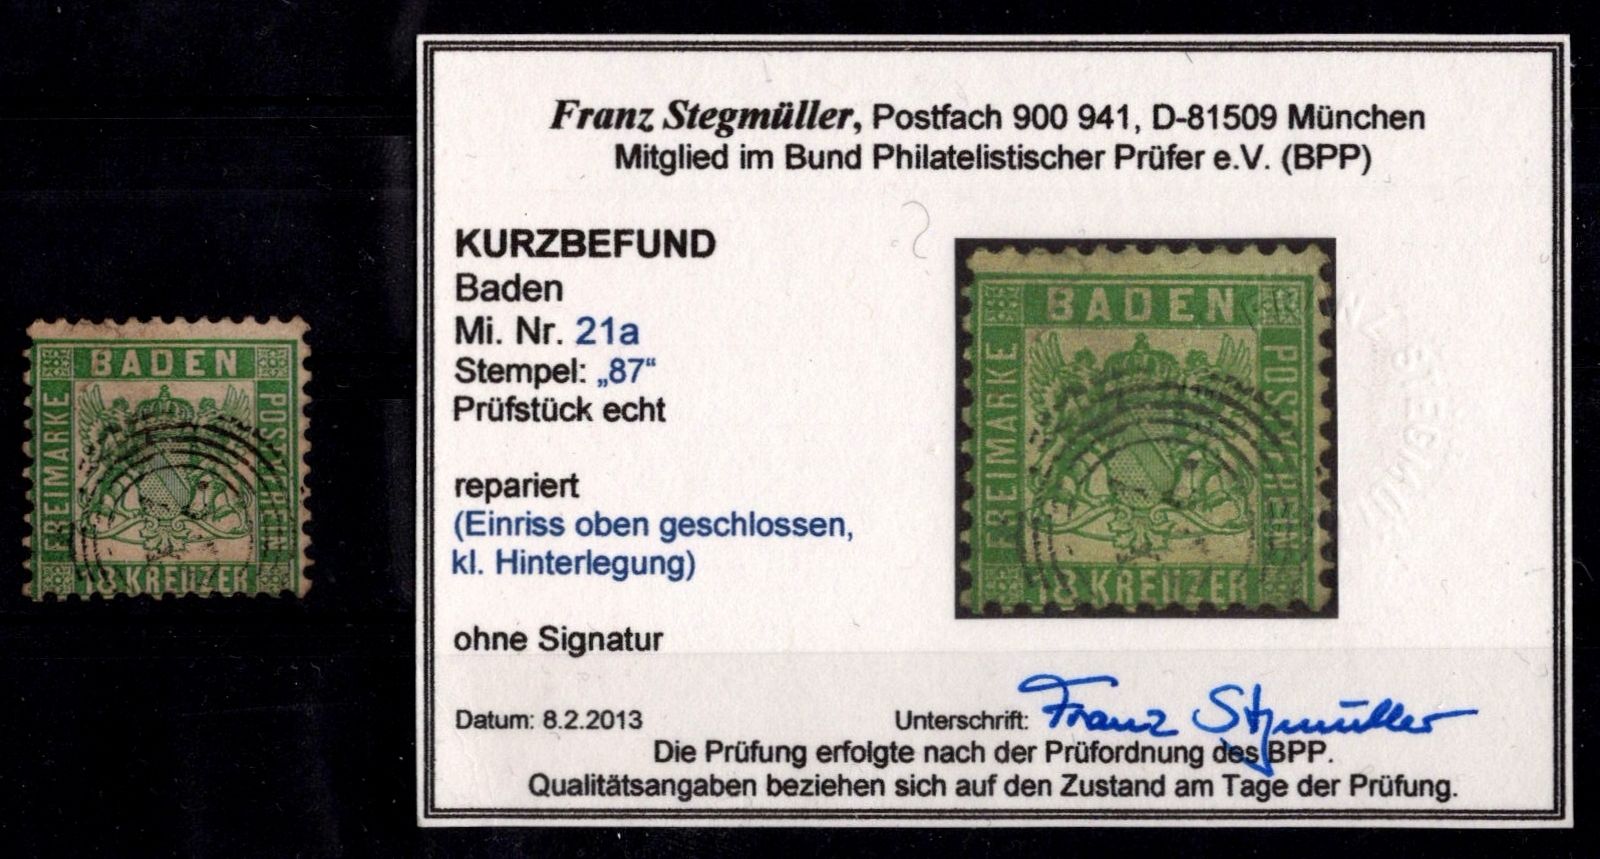 BADEN
FREIMARKE
POSTVEREIN
18 KREUZER
Franz Stegmüller, Postfach 900 941, D-81509 München
Mitglied im Bund Philatelistischer Prüfer e.V. (BPP)
KURZBEFUND
Baden
Mi. Nr. 21a
Stempel: „87“
Prüfstück echt
repariert
(Einriss oben geschlossen,
kl. Hinterlegung)
ohne Signatur
BADEN
FREIMARKE
POSTVEREIN
18 KREUZER
Datum: 8.2.2013
Unterschrift: Franz Stegmüller
Die Prüfung erfolgte nach der Prüfordnung des BPP.
Qualitätsangaben beziehen sich auf den Zustand am Tage der Prüfung.